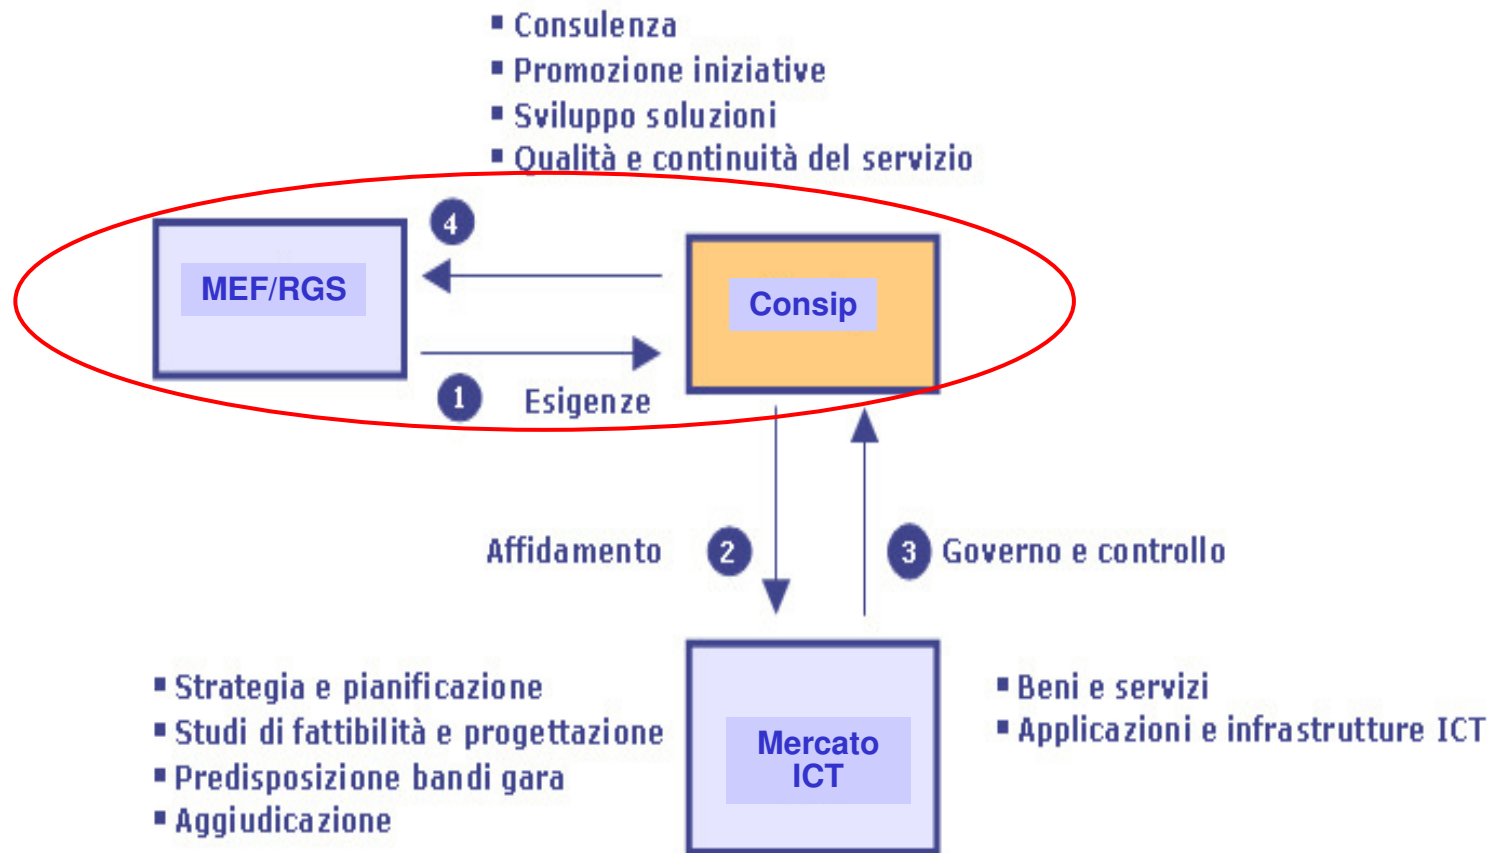 ▪ Consulenza
▪ Promozione iniziative
▪ Sviluppo soluzioni
▪ Qualità e continuità del servizio
4
MEF/RGS
Consip
1 Esigenze
Affidamento 2
3 Governo e controllo
▪ Strategia e pianificazione
▪ Studi di fattibilità e progettazione
▪ Predisposizione bandi gara
▪ Aggiudicazione
Mercato
ICT
▪ Beni e servizi
▪ Applicazioni e infrastrutture ICT